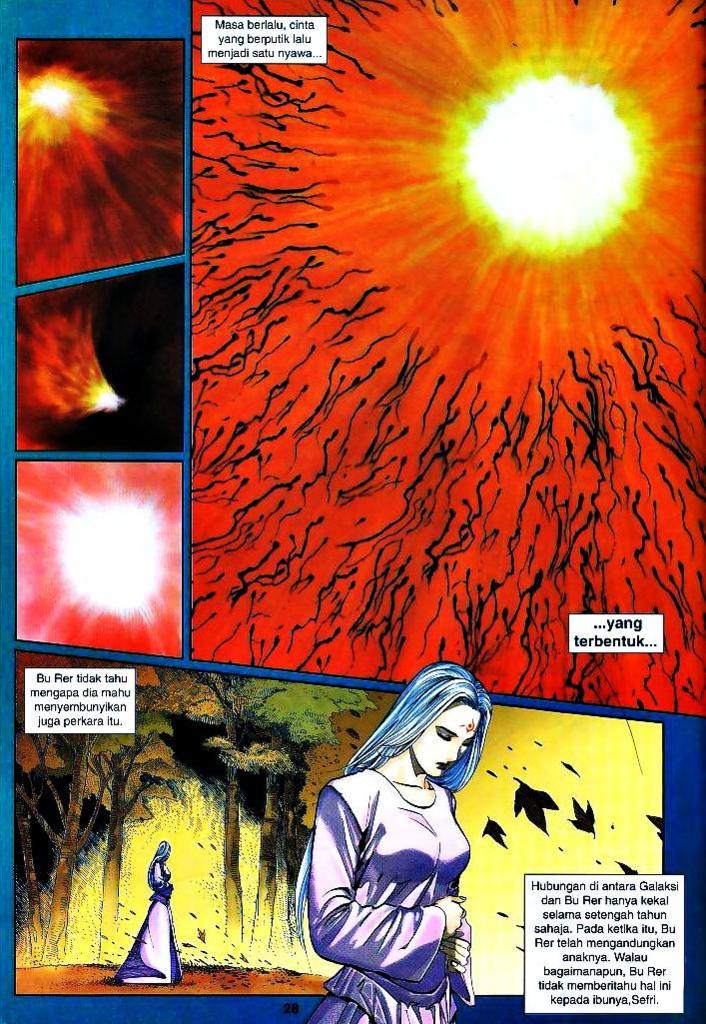 Masa berlalu, cinta
yang berputik lalu
menjadi satu nyawa...
...yang
terbentuk...
Bu Rer tidak tahu
mengapa dia mahu
menyembunyikan
juga perkara itu.
Hubungan di antara Galaksi
dan Bu Rer hanya kekal
selama setengah tahun
sahaja. Pada ketika itu, Bu
Rer telah mengandungkan
anaknya. Walau
bagaimanapun, Bu Rer
tidak memberitahu hal ini
kepada ibunya,Sefri.
28